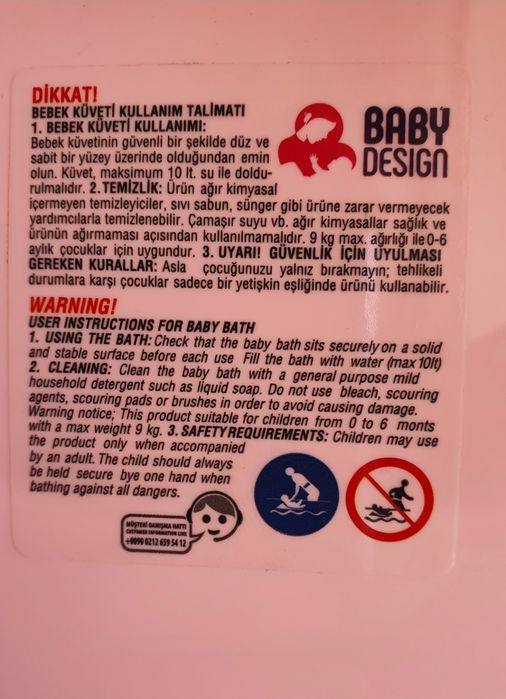 DİKKAT!
BEBEK KÜVETİ KULLANIM TALİMATI
1. BEBEK KÜVETİ KULLANIMI:
Bebek küvetinin güvenli bir şekilde düz ve
sabit bir yüzey üzerinde olduğundan emin
olun. Küvet, maksimum 10 lt. su ile doldu-
rulmalıdır. 2. TEMİZLİK: Ürün ağır kimyasal
içermeyen temizleyiciler, sıvı sabun, sünger gibi ürüne zarar vermeyecek
yardımcılarla temizlenebilir. Çamaşır suyu vb. ağır kimyasallar sağlık ve
ürünün ağırmaması açısından kullanılmamalıdır. 9 kg max. ağırlığı ile 0-6
aylık çocuklar için uygundur. 3. UYARI! GÜVENLİK İÇİN UYULMASI
GEREKEN KURALLAR: Asla çocuğunuzu yalnız bırakmayın; tehlikeli
durumlara karşı çocuklar sadece bir yetişkin eşliğinde ürünü kullanabilir.
BABY
DESIGN
WARNING!
USER INSTRUCTIONS FOR BABY BATH
1. USING THE BATH: Check that the baby bath sits securely on a solid
and stable surface before each use Fill the bath with water (max 10lt)
2. CLEANING: Clean the baby bath with a general purpose mild
household detergent such as liquid soap. Do not use bleach, scouring
agents, scouring pads or brushes in order to avoid causing damage.
Warning notice; This product suitable for children from 0 to 6 monts
with a max weight 9 kg. 3. SAFETY REQUIREMENTS: Children may use
the product only when accompanied
by an adult. The child should always
be held secure bye one hand when
bathing against all dangers.
MÜŞTERİ DANIŞMA HATTI
CUSTOMER INFORMATION LINE
+0090 0212 659 54 12